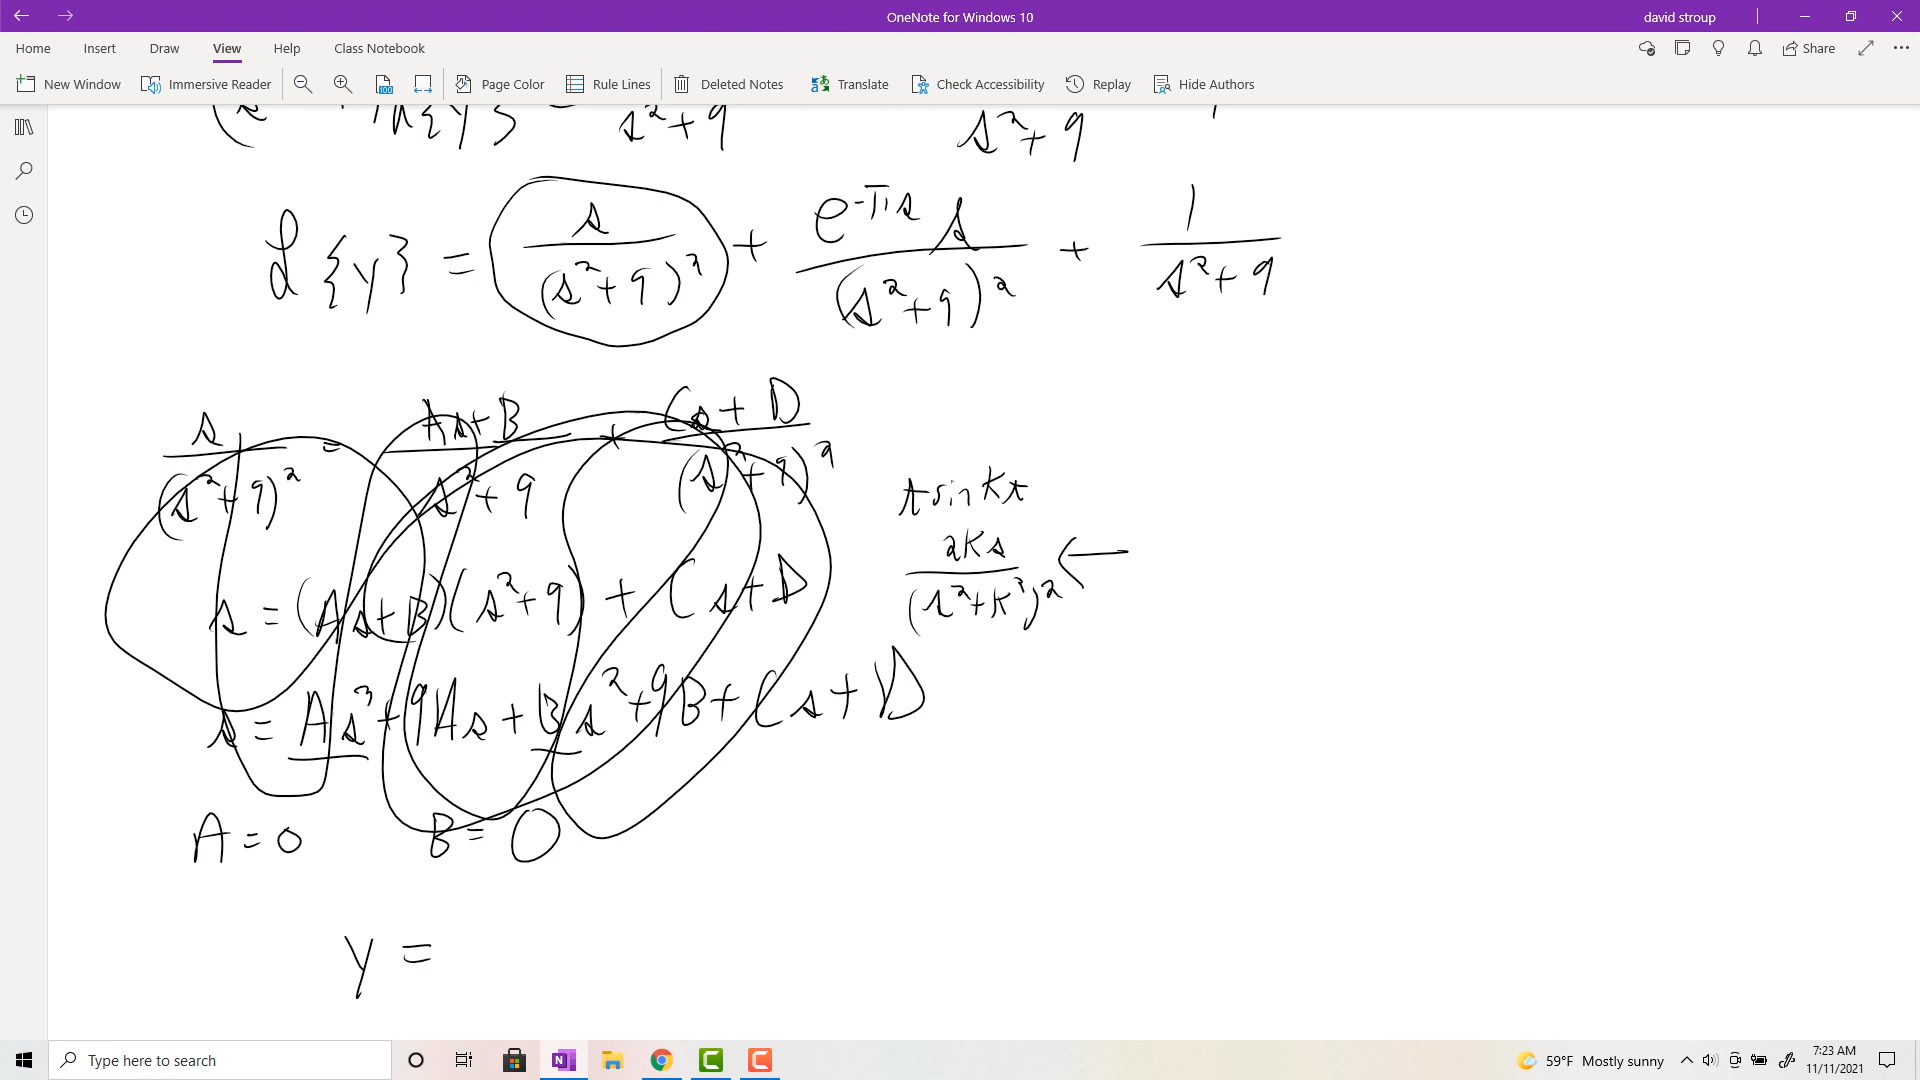 OneNote for Windows 10
david stroup
Home Insert Draw View Help Class Notebook
Share
New Window Immersive Reader 100 Page Color Rule Lines Deleted Notes Translate Check Accessibility Replay Hide Authors
s²+9 s²+9
ℒ{y} = s/(s²+9)² + e^(-πs) s/(s²+9)² + 1/(s²+9)
s/(s²+9)² = (As+B)/(s²+9) + (Cs+D)/(s²+9)²
t sin kt
2ks/(s²+k²)² ←
s = (As+B)(s²+9) + Cs+D
s = As³+9As+Bs²+9B+Cs+D
A = 0 B = 0
y =
Type here to search
59°F Mostly sunny
7:23 AM
11/11/2021